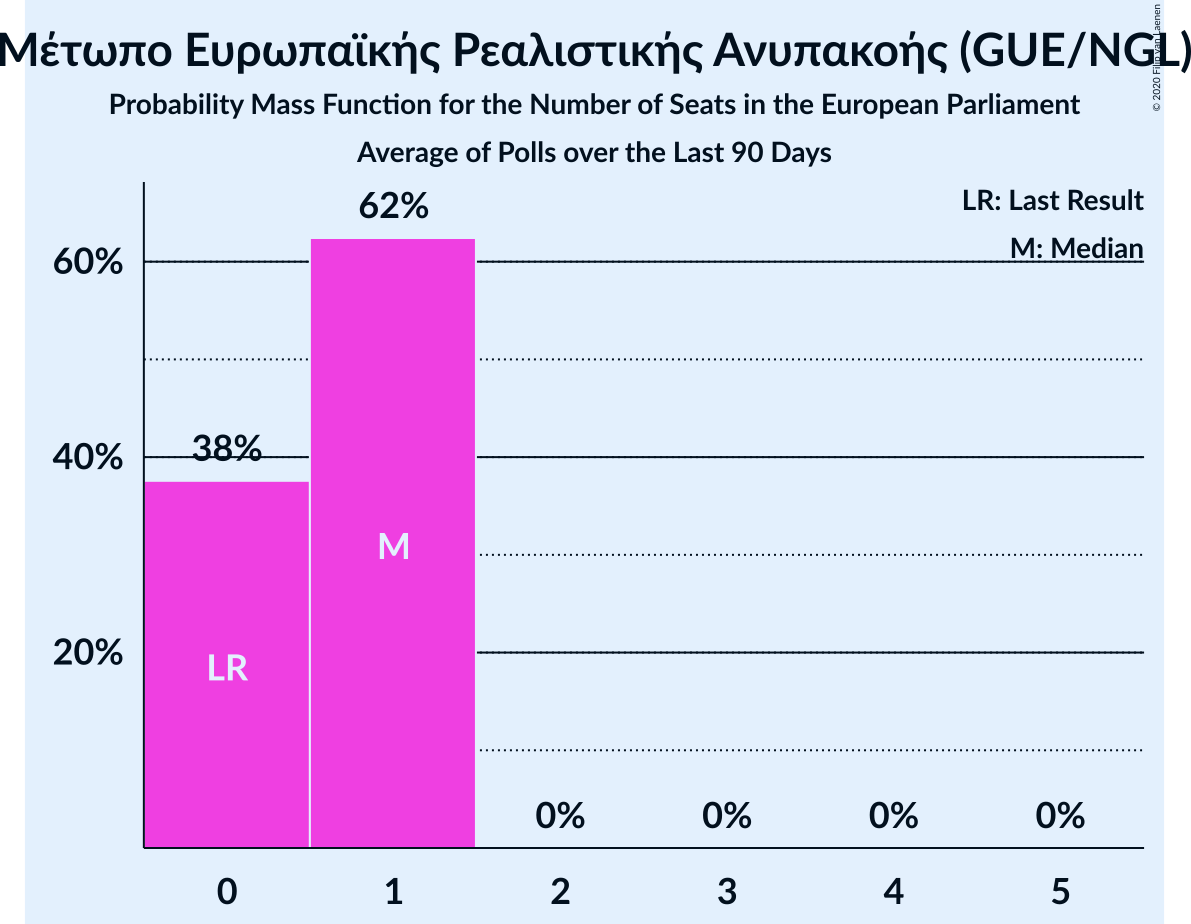 Μέτωπο Ευρωπαϊκής Ρεαλιστικής Ανυπακοής (GUE/NGL)
© 2020 Filip van Laenen
Probability Mass Function for the Number of Seats in the European Parliament
Average of Polls over the Last 90 Days
LR: Last Result
M: Median
62%
60%
38%
40%
M
20%
LR
0% 0% 0% 0%
0 1 2 3 4 5